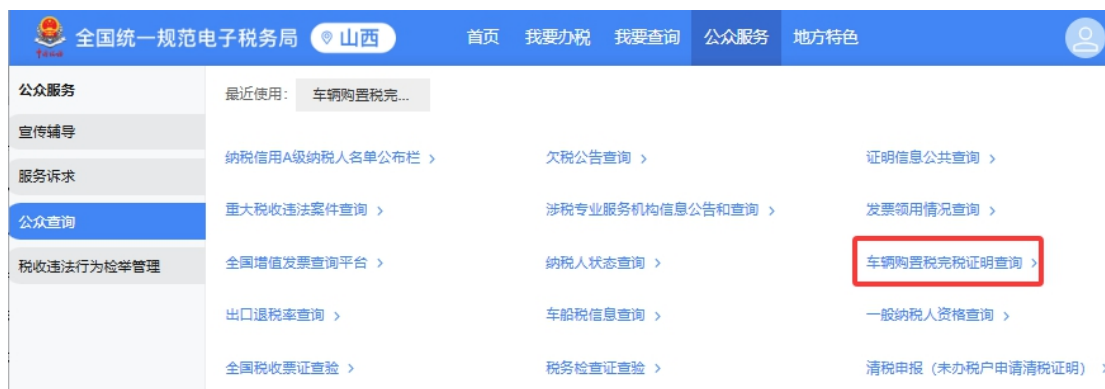 全国统一规范电子税务局 山西 首页 我要办税 我要查询 公众服务 地方特色
公众服务
宣传辅导
服务诉求
公众查询
税收违法行为检举管理
最近使用: 车辆购置税完...
纳税信用A级纳税人名单公布栏 > 欠税公告查询 > 证明信息公共查询 >
重大税收违法案件查询 > 涉税专业服务机构信息公告和查询 > 发票领用情况查询 >
全国增值发票查询平台 > 纳税人状态查询 > 车辆购置税完税证明查询 >
出口退税率查询 > 车船税信息查询 > 一般纳税人资格查询 >
全国税收票证查验 > 税务检查证查验 > 清税申报（未办税户申请清税证明） >